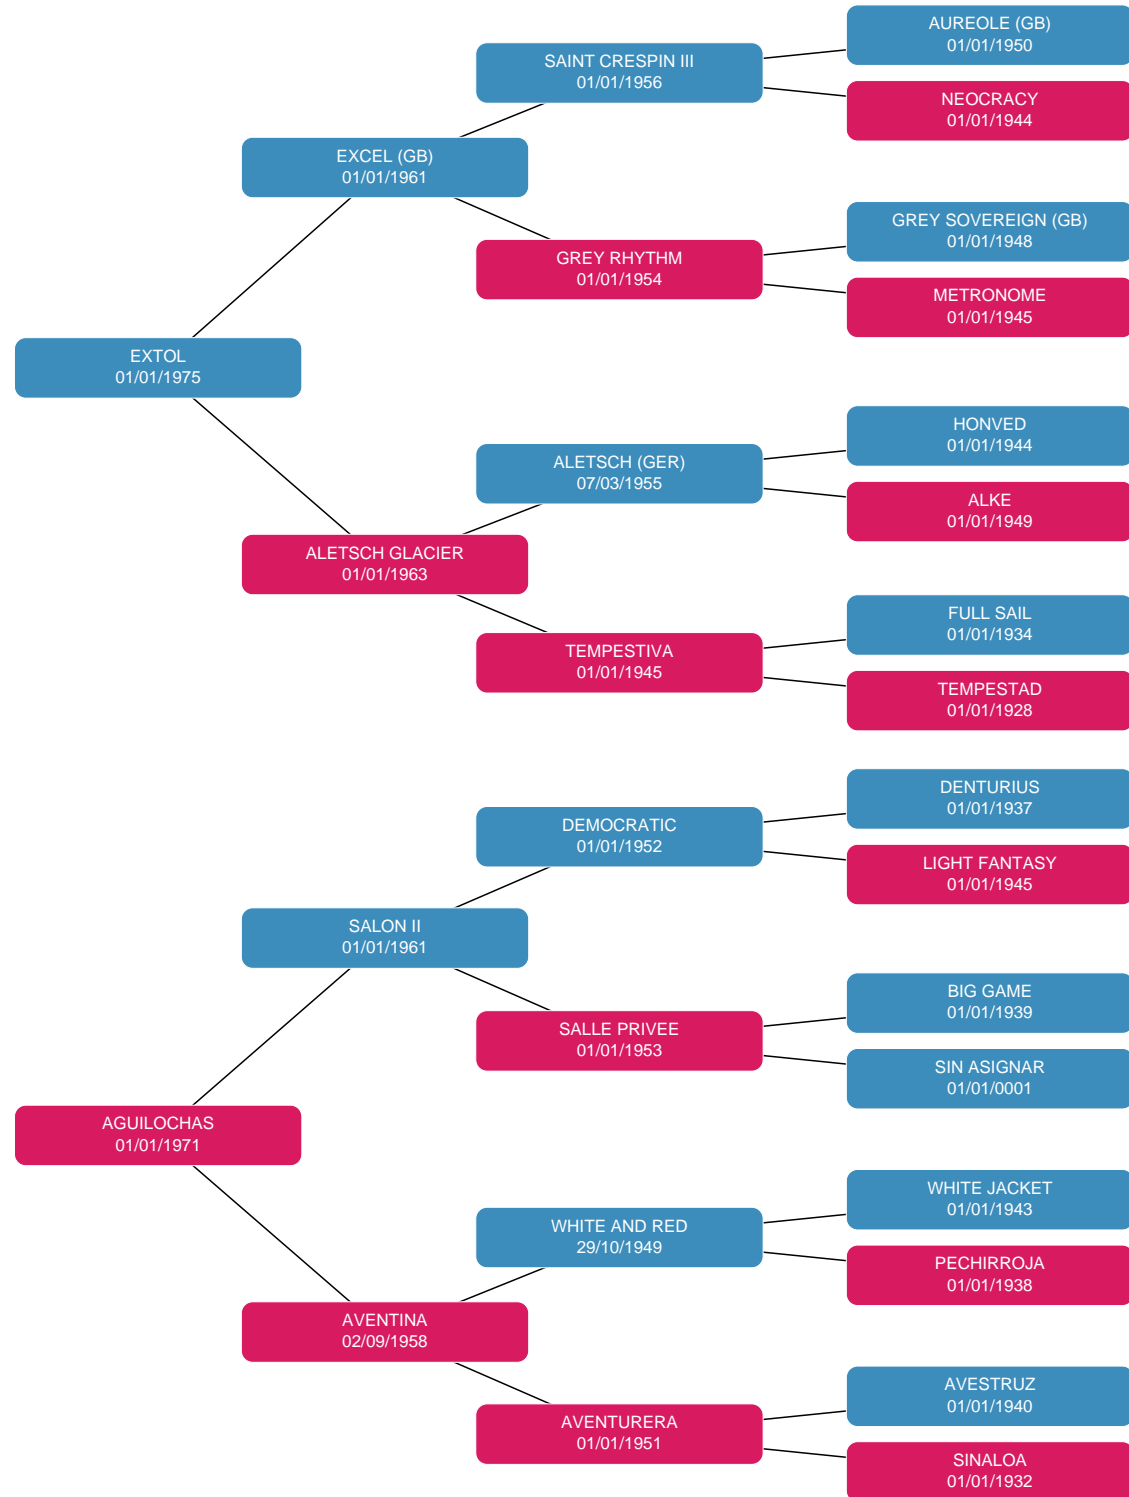 AUREOLE (GB)
01/01/1950
SAINT CRESPIN III
01/01/1956
NEOCRACY
01/01/1944
EXCEL (GB)
01/01/1961
GREY SOVEREIGN (GB)
01/01/1948
GREY RHYTHM
01/01/1954
METRONOME
01/01/1945
EXTOL
01/01/1975
HONVED
01/01/1944
ALETSCH (GER)
07/03/1955
ALKE
01/01/1949
ALETSCH GLACIER
01/01/1963
FULL SAIL
01/01/1934
TEMPESTIVA
01/01/1945
TEMPESTAD
01/01/1928
DENTURIUS
01/01/1937
DEMOCRATIC
01/01/1952
LIGHT FANTASY
01/01/1945
SALON II
01/01/1961
BIG GAME
01/01/1939
SALLE PRIVEE
01/01/1953
SIN ASIGNAR
01/01/0001
AGUILOCHAS
01/01/1971
WHITE JACKET
01/01/1943
WHITE AND RED
29/10/1949
PECHIRROJA
01/01/1938
AVENTINA
02/09/1958
AVESTRUZ
01/01/1940
AVENTURERA
01/01/1951
SINALOA
01/01/1932